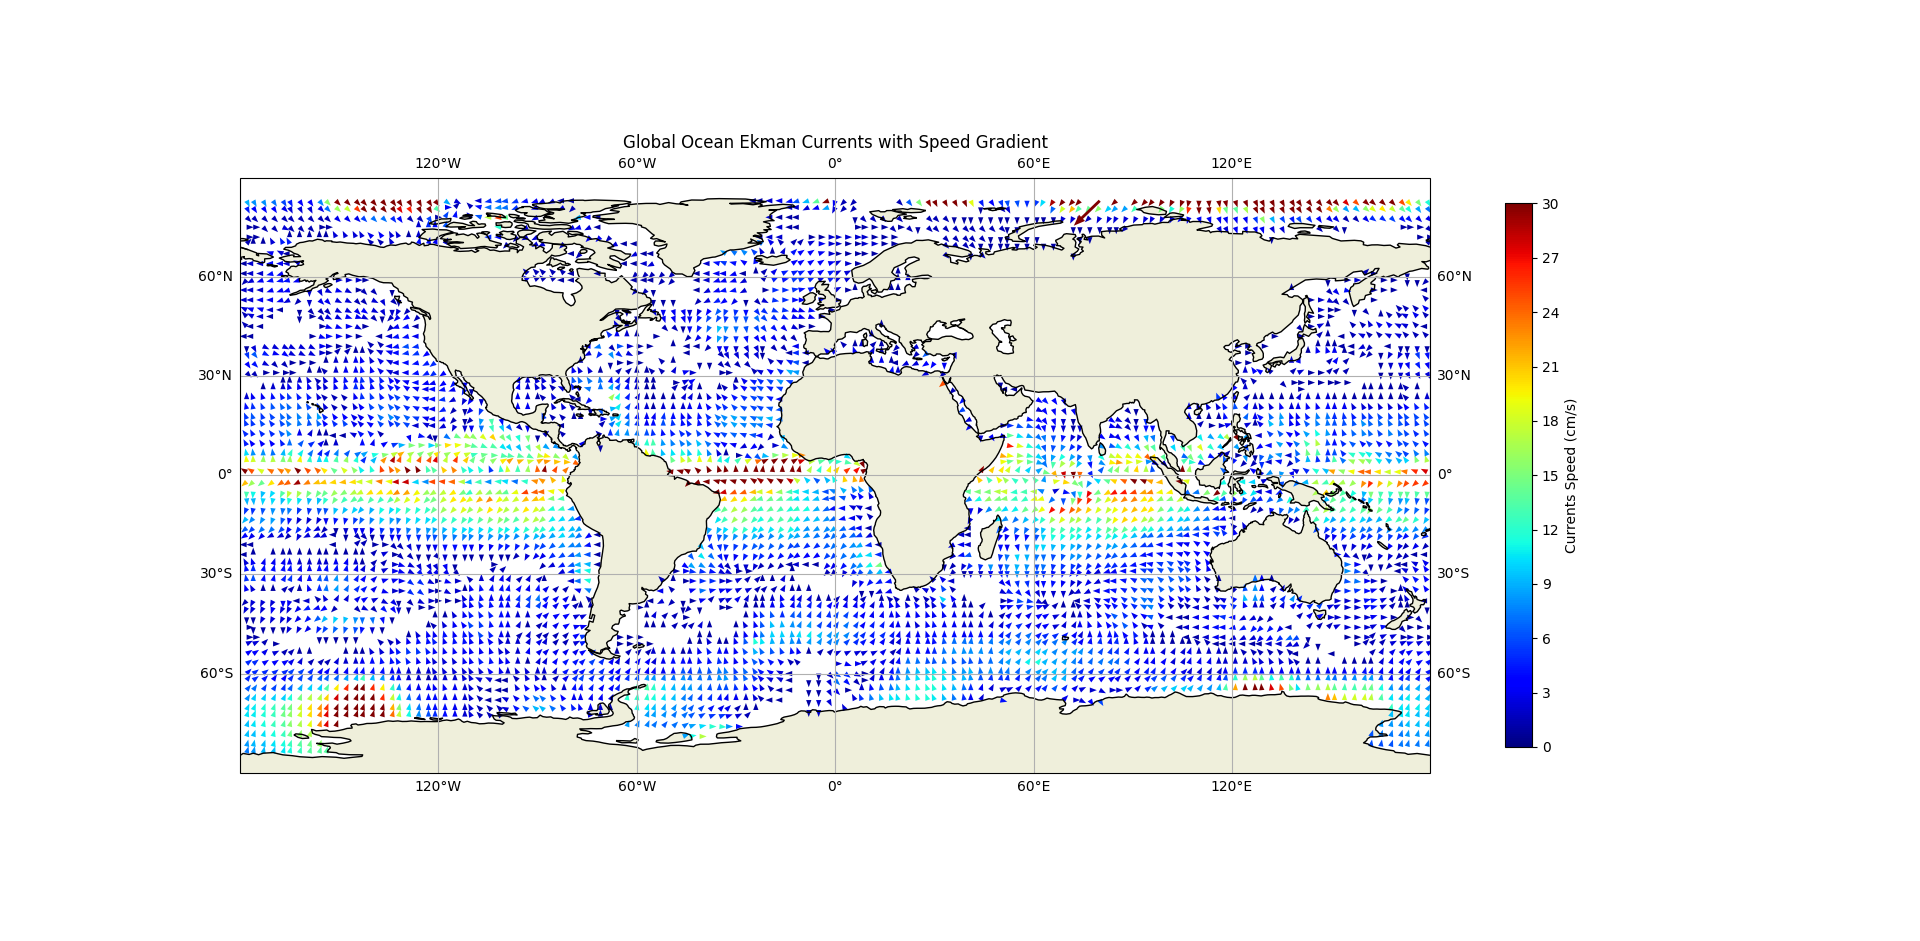 Global Ocean Ekman Currents with Speed Gradient
120°W 60°W 0° 60°E 120°E
60°N 60°N
30°N 30°N
0° 0°
30°S 30°S
60°S 60°S
120°W 60°W 0° 60°E 120°E
30
27
24
21
18
15
12
9
6
3
0
Currents Speed (cm/s)